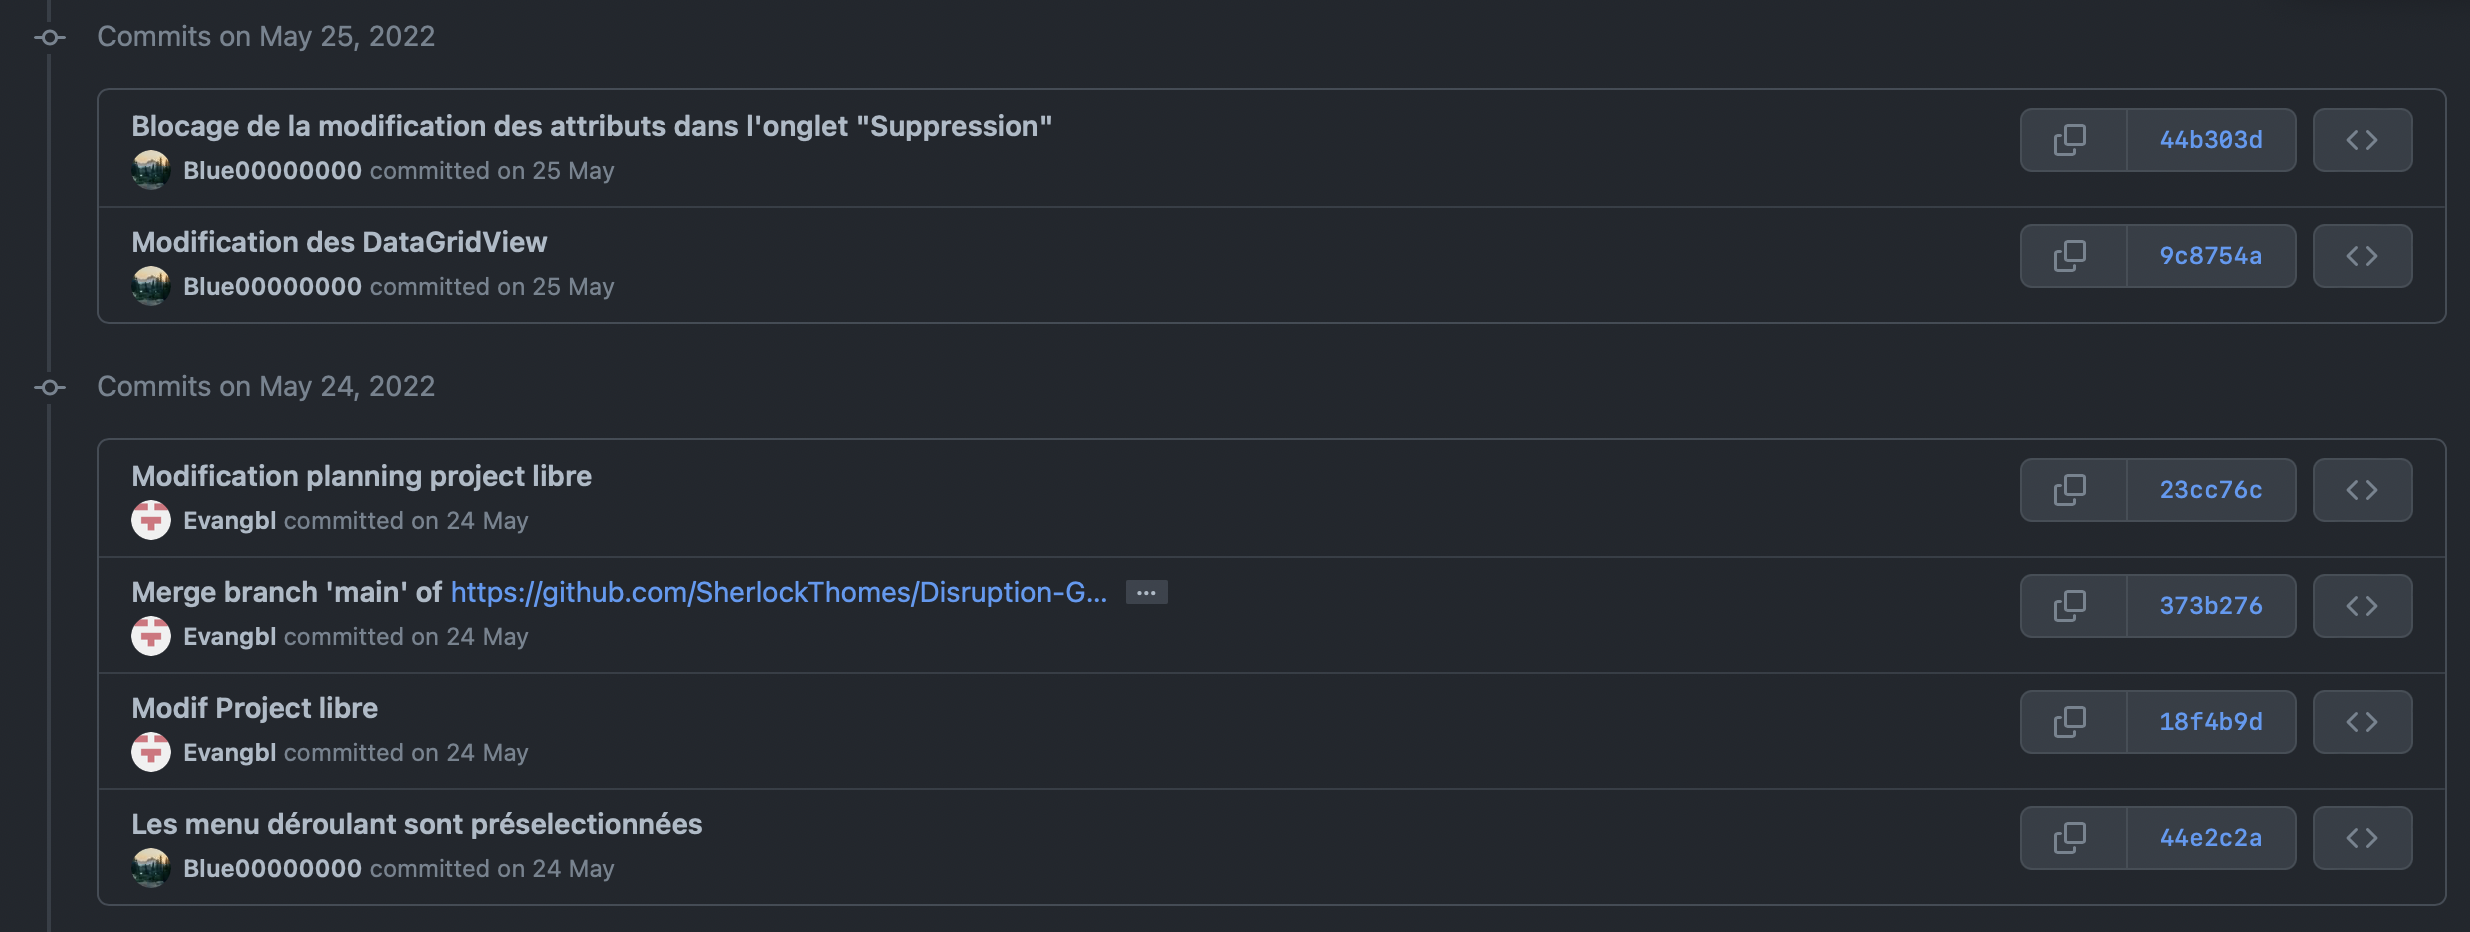 Commits on May 25, 2022
Blocage de la modification des attributs dans l'onglet "Suppression"
44b303d
Blue00000000 committed on 25 May
Modification des DataGridView
9c8754a
Blue00000000 committed on 25 May
Commits on May 24, 2022
Modification planning project libre
23cc76c
Evangbl committed on 24 May
Merge branch 'main' of https://github.com/SherlockThomes/Disruption-G... ...
373b276
Evangbl committed on 24 May
Modif Project libre
18f4b9d
Evangbl committed on 24 May
Les menu déroulant sont préselectionnées
44e2c2a
Blue00000000 committed on 24 May